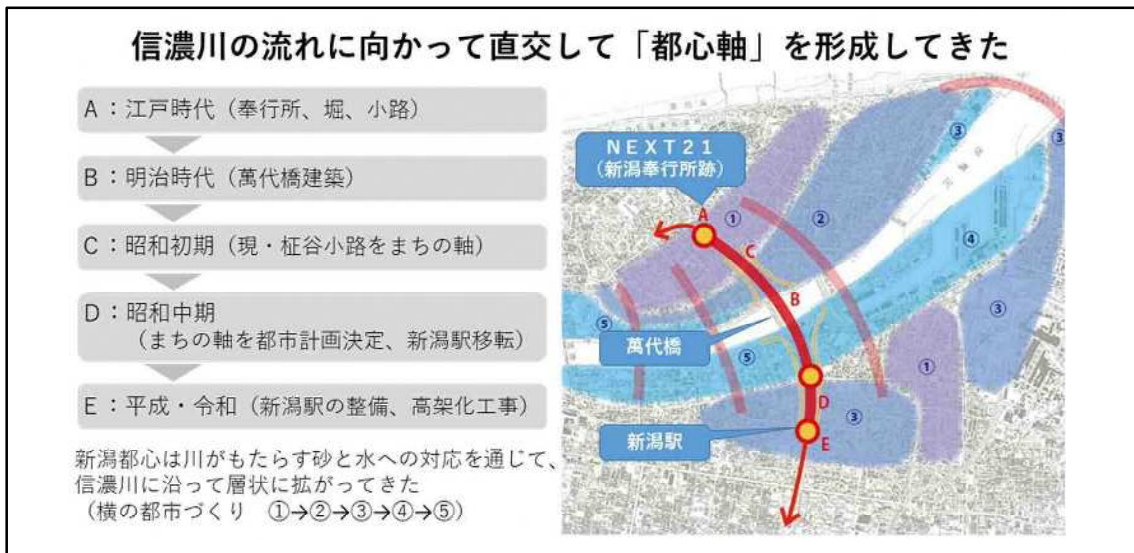 信濃川の流れに向かって直交して「都心軸」を形成してきた
A:江戸時代(奉行所、堀、小路)
B:明治時代(萬代橋建築)
C:昭和初期(現・柾谷小路をまちの軸)
D:昭和中期
(まちの軸を都市計画決定、新潟駅移転)
E:平成・令和(新潟駅の整備、高架化工事)
新潟都心は川がもたらす砂と水への対応を通じて、
信濃川に沿って層状に拡がってきた
(横の都市づくり ①→②→③→④→⑤)
NEXT21
(新潟奉行所跡)
③
③
A
①
②
④
C
B
③
⑤
萬代橋
⑤
①
D
③
新潟駅
E